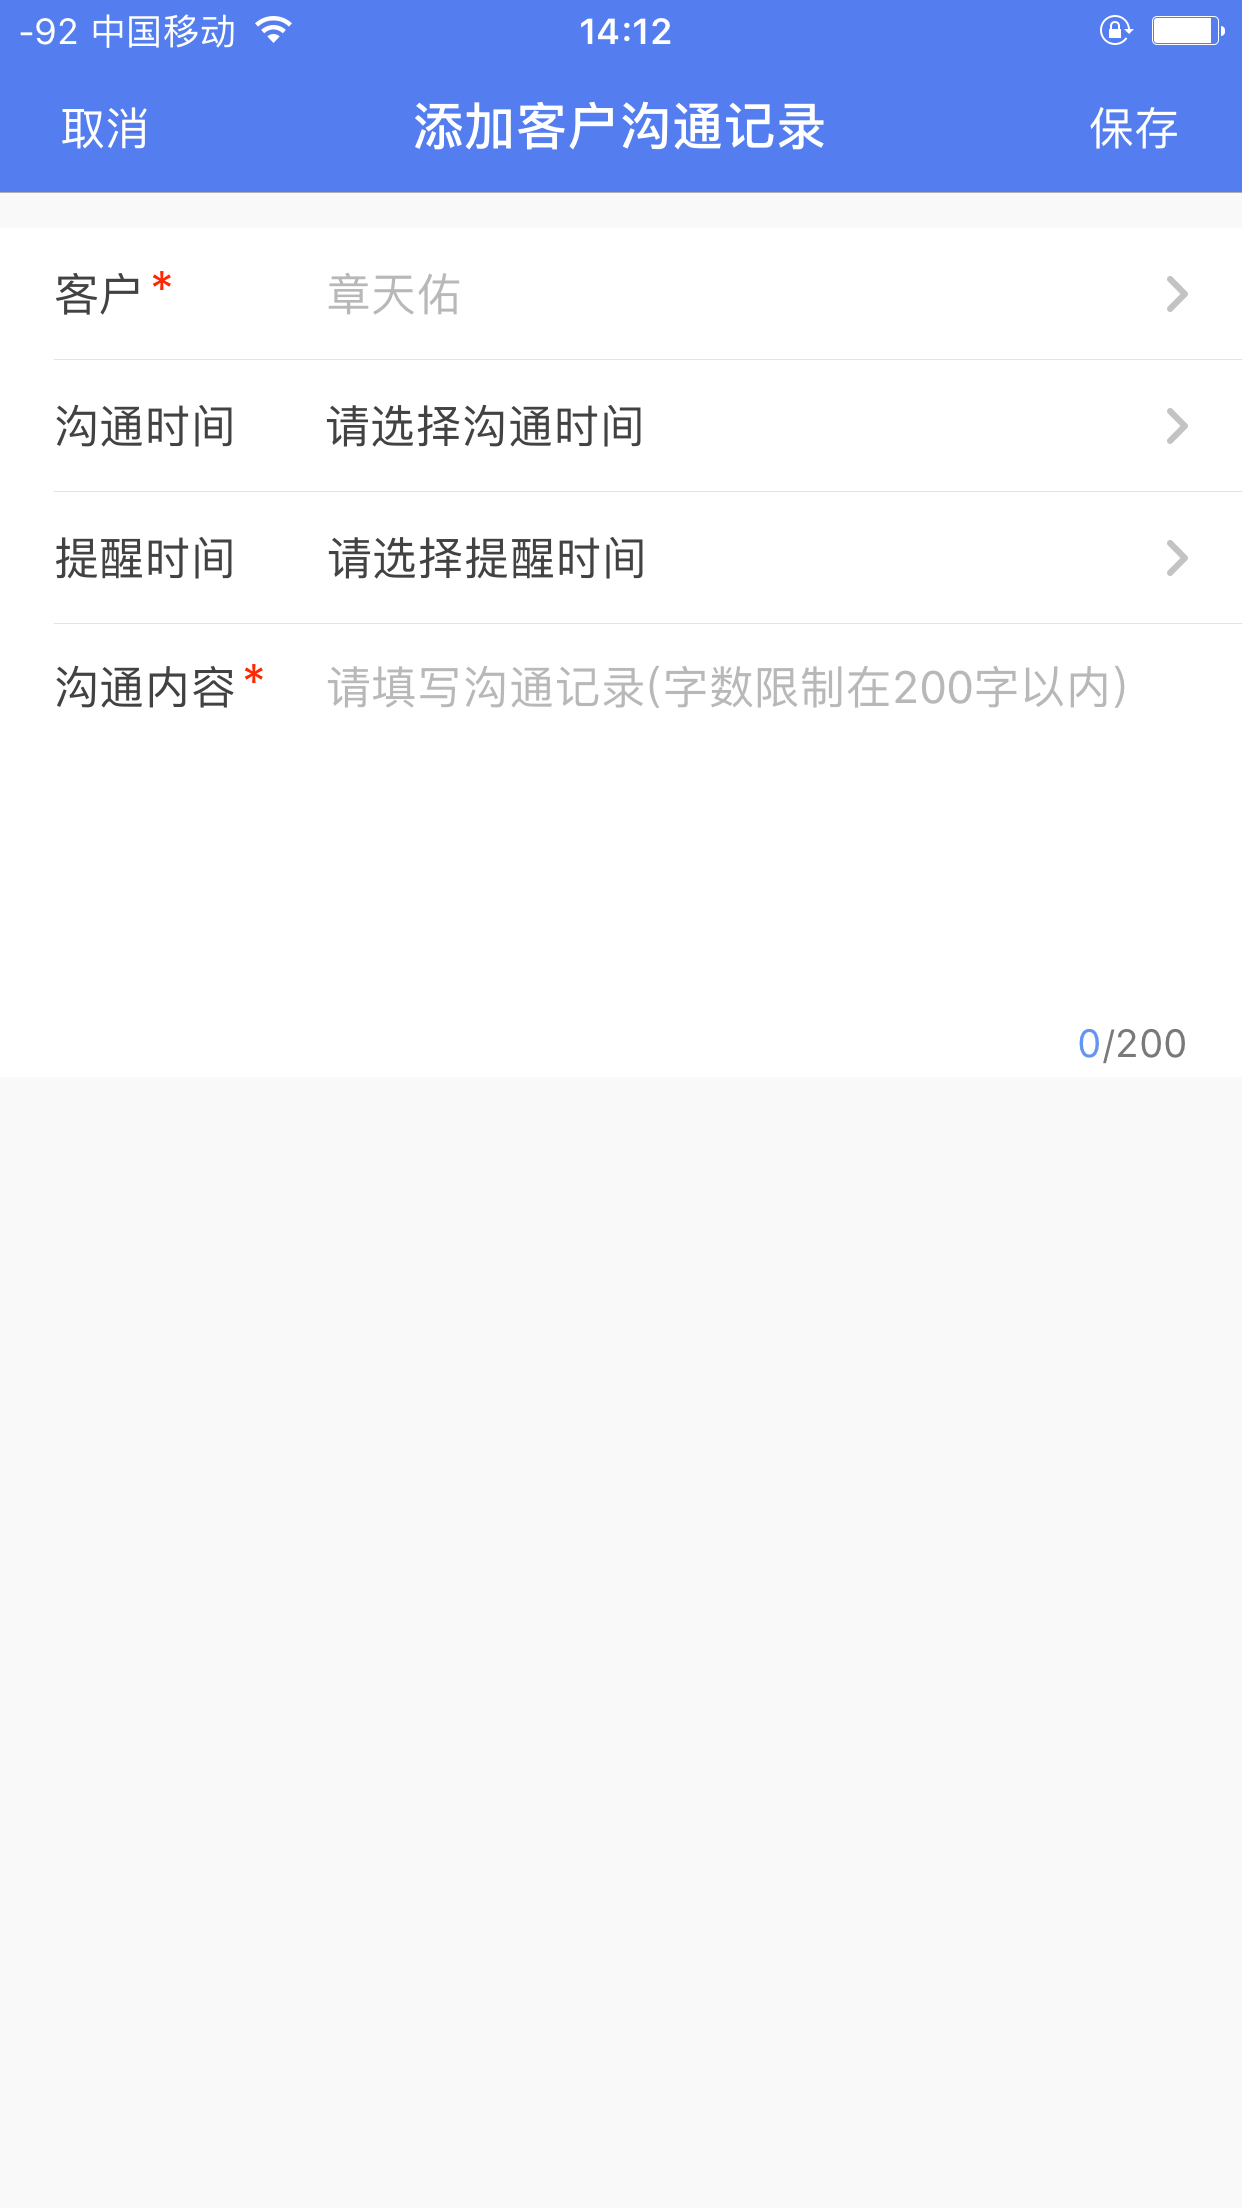 -92 中国移动 14:12
取消 添加客户沟通记录 保存
客户* 章天佑
沟通时间 请选择沟通时间
提醒时间 请选择提醒时间
沟通内容* 请填写沟通记录(字数限制在200字以内)
0/200